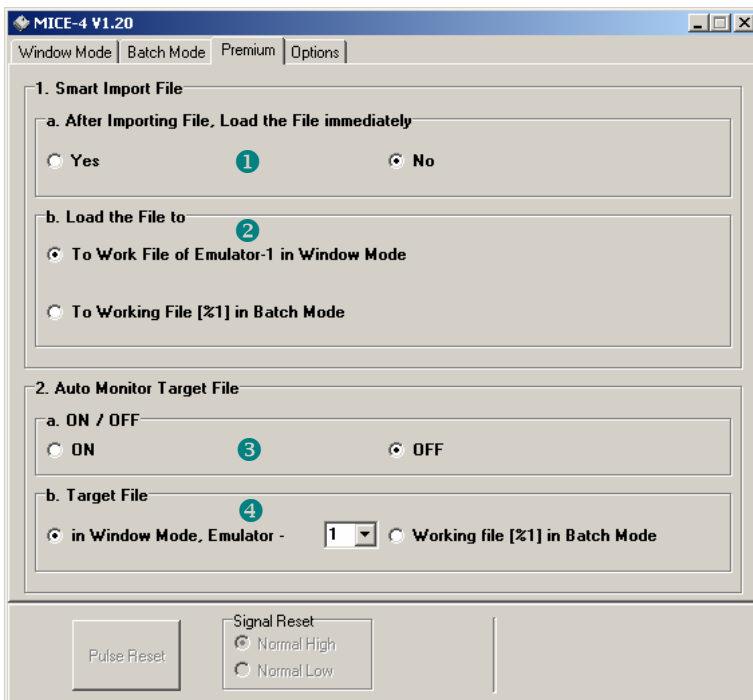 MICE-4 V1.20
Window Mode Batch Mode Premium Options
1. Smart Import File
a. After Importing File, Load the File immediately
Yes 1 No
b. Load the File to
2
To Work File of Emulator-1 in Window Mode
To Working File [%1] in Batch Mode
2. Auto Monitor Target File
a. ON / OFF
ON 3 OFF
b. Target File
4
in Window Mode, Emulator - 1 Working file [%1] in Batch Mode
Signal Reset
Pulse Reset
Normal High
Normal Low